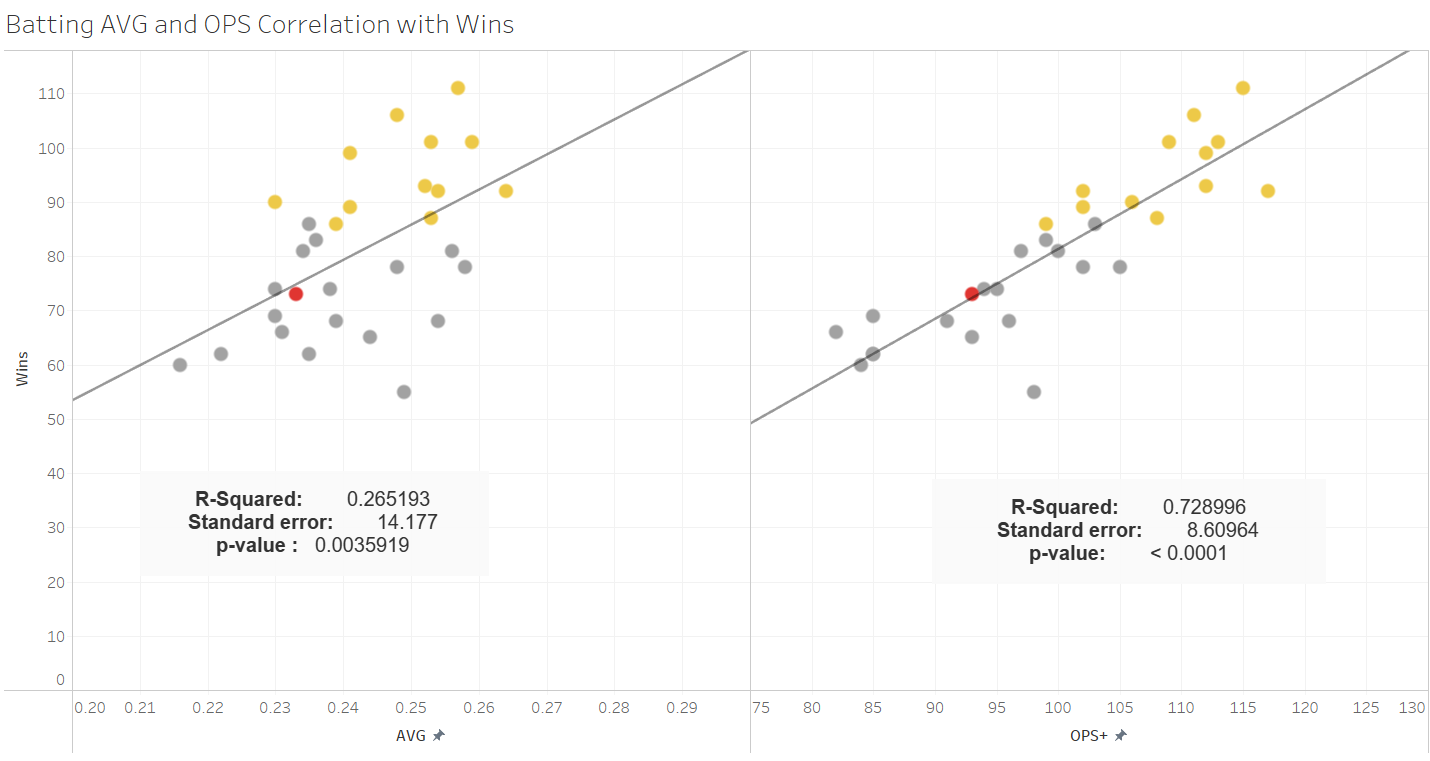 Batting AVG and OPS Correlation with Wins
Wins
110
100
90
80
70
60
50
40
30
20
10
0
R-Squared: 0.265193
Standard error: 14.177
p-value : 0.0035919
R-Squared: 0.728996
Standard error: 8.60964
p-value: < 0.0001
0.20 0.21 0.22 0.23 0.24 0.25 0.26 0.27 0.28 0.29
AVG
75 80 85 90 95 100 105 110 115 120 125 130
OPS+